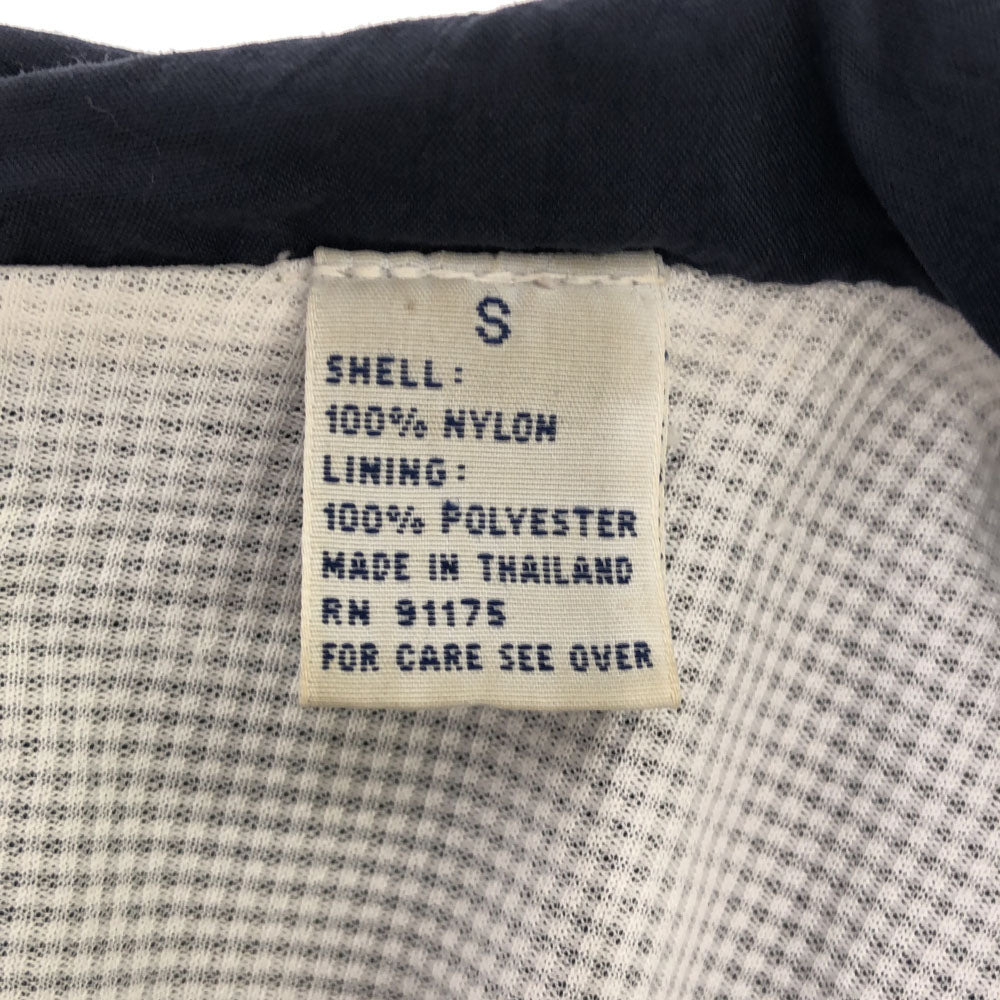 S
SHELL:
100% NYLON
LINING:
100% POLYESTER
MADE IN THAILAND
RN 91175
FOR CARE SEE OVER